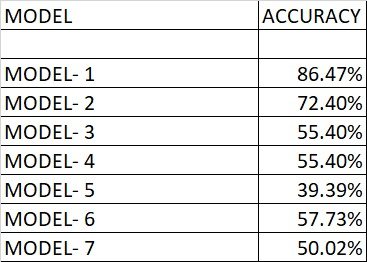 MODEL ACCURACY
MODEL- 1 86.47%
MODEL- 2 72.40%
MODEL- 3 55.40%
MODEL- 4 55.40%
MODEL- 5 39.39%
MODEL- 6 57.73%
MODEL- 7 50.02%